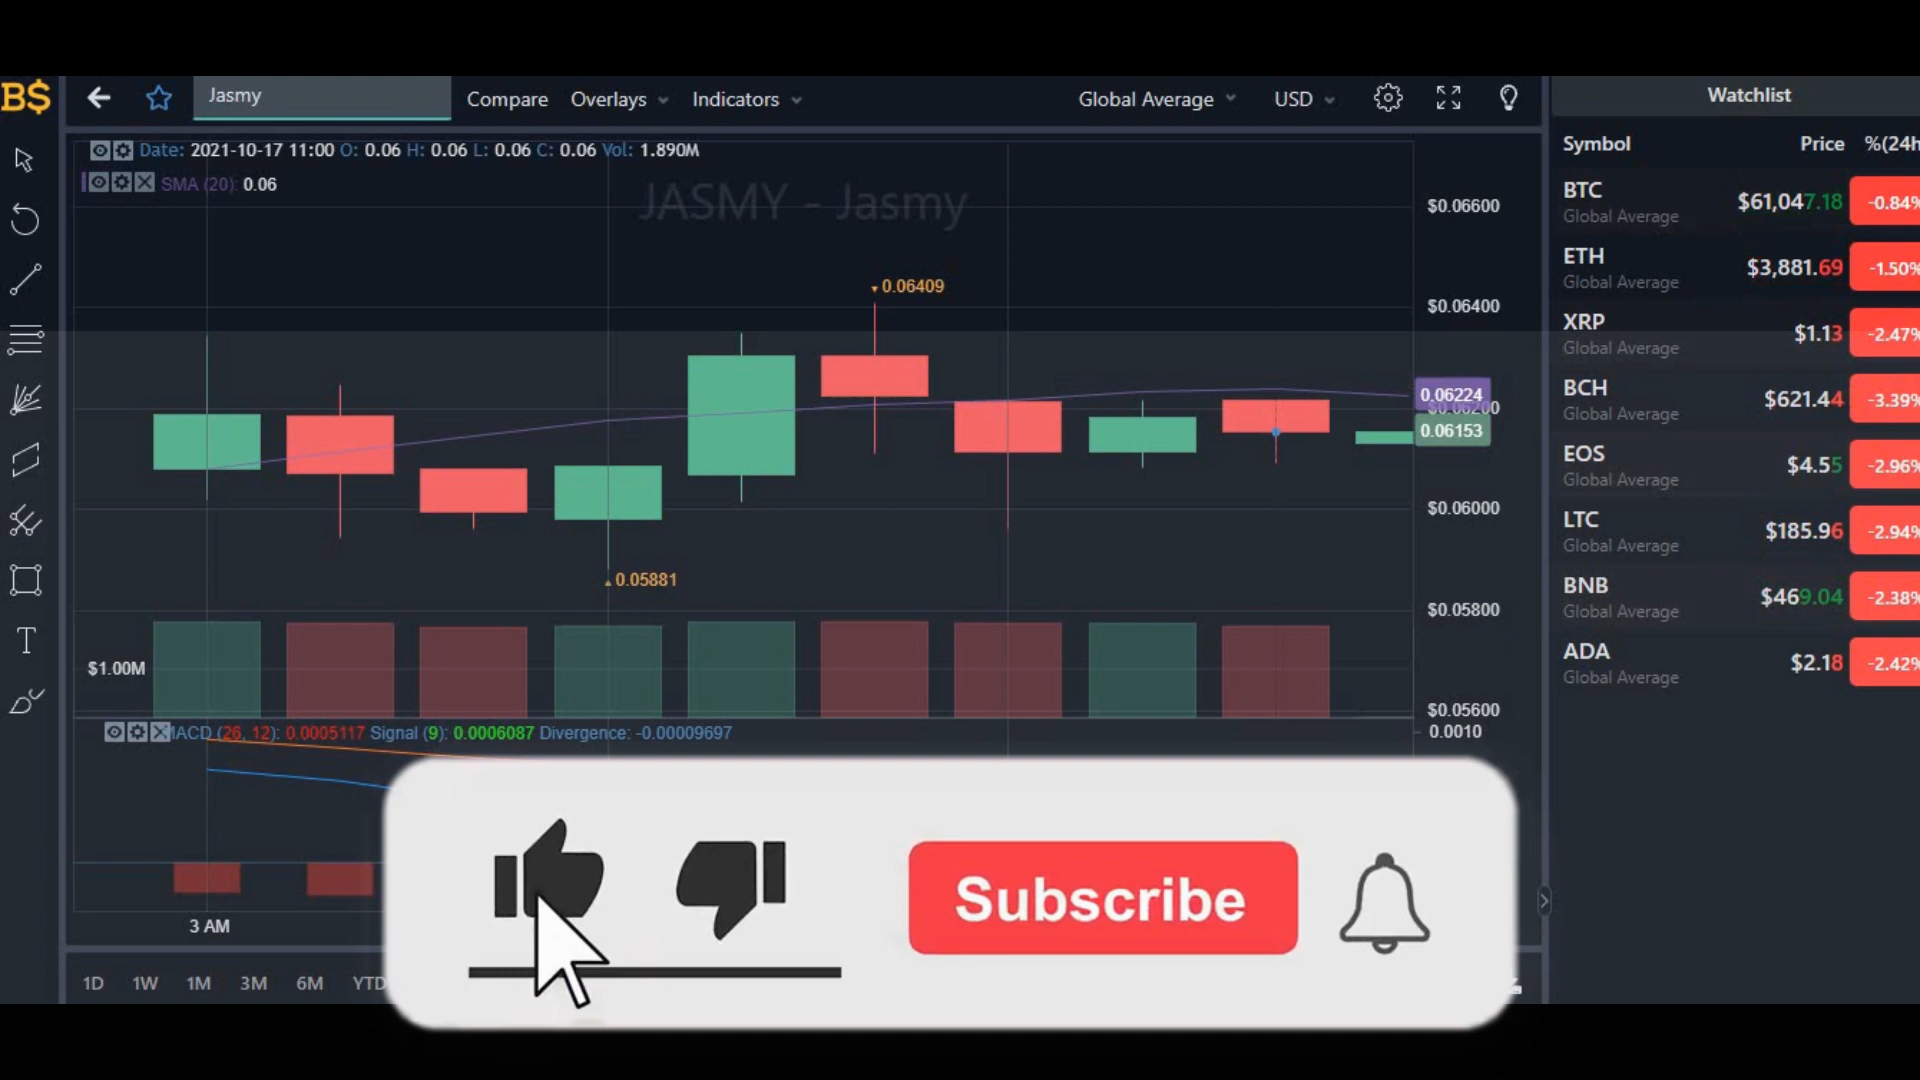 B$
Jasmy
Compare Overlays Indicators
Global Average USD
Watchlist
Date: 2021-10-17 11:00 O: 0.06 H: 0.06 L: 0.06 C: 0.06 Vol: 1.890M
SMA (20): 0.06
JASMY - Jasmy
Symbol Price %(24h
BTC $61,047.18 -0.84%
Global Average
ETH $3,881.69 -1.50%
Global Average
XRP $1.13 -2.47%
Global Average
BCH $621.44 -3.39%
Global Average
EOS $4.55 -2.96%
Global Average
LTC $185.96 -2.94%
Global Average
BNB $469.04 -2.38%
Global Average
ADA $2.18 -2.42%
Global Average
$0.06600
0.06409
$0.06400
0.06224
$0.06200
0.06153
$0.06000
0.05881
$0.05800
$1.00M
$0.05600
MACD (26, 12): 0.0005117 Signal (9): 0.0006087 Divergence: -0.00009697
0.0010
3 AM
1D 1W 1M 3M 6M YTD
Subscribe
T